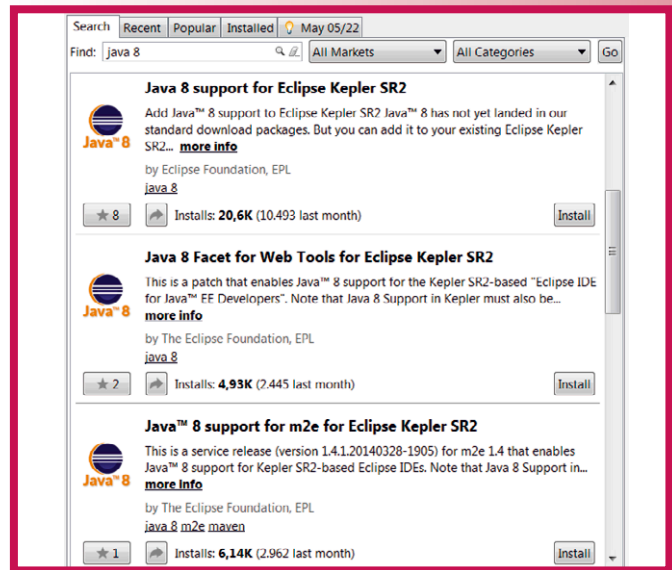 Search Recent Popular Installed May 05/22
Find: java 8 All Markets All Categories Go
Java 8 support for Eclipse Kepler SR2
Add Java™ 8 support to Eclipse Kepler SR2 Java™ 8 has not yet landed in our
standard download packages. But you can add it to your existing Eclipse Kepler
SR2... more info
by Eclipse Foundation, EPL
java 8
Java™ 8
8 Installs: 20,6K (10.493 last month) Install
Java 8 Facet for Web Tools for Eclipse Kepler SR2
This is a patch that enables Java™ 8 support for the Kepler SR2-based "Eclipse IDE
for Java™ EE Developers". Note that Java 8 Support in Kepler must also be...
more info
Java™ 8
by The Eclipse Foundation, EPL
java 8
2 Installs: 4,93K (2.445 last month) Install
Java™ 8 support for m2e for Eclipse Kepler SR2
This is a service release (version 1.4.1.20140328-1905) for m2e 1.4 that enables
Java™ 8 support for Kepler SR2-based Eclipse IDEs. Note that Java 8 Support in...
more info
Java™ 8
by The Eclipse Foundation, EPL
java 8 m2e maven
1 Installs: 6,14K (2.962 last month) Install